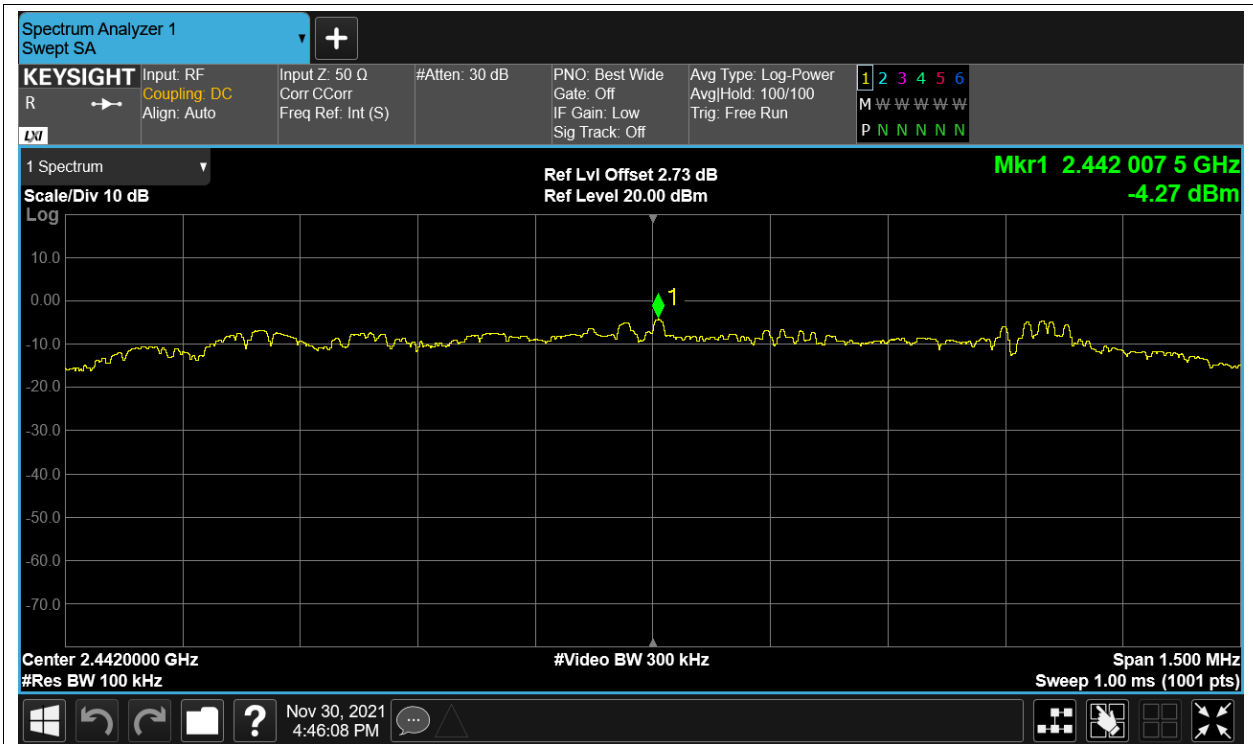 Spectrum Analyzer 1
Swept SA
KEYSIGHT
R
LXI
Input: RF
Coupling: DC
Align: Auto
Input Z: 50 Ω
Corr CCorr
Freq Ref: Int (S)
#Atten: 30 dB
PNO: Best Wide
Gate: Off
IF Gain: Low
Sig Track: Off
Avg Type: Log-Power
Avg|Hold: 100/100
Trig: Free Run
1 2 3 4 5 6
M W W W W W
P N N N N N
1 Spectrum
Scale/Div 10 dB
Log
Ref Lvl Offset 2.73 dB
Ref Level 20.00 dBm
Mkr1 2.442 007 5 GHz
-4.27 dBm
10.0
0.00
1
-10.0
-20.0
-30.0
-40.0
-50.0
-60.0
-70.0
Center 2.4420000 GHz
#Res BW 100 kHz
#Video BW 300 kHz
Span 1.500 MHz
Sweep 1.00 ms (1001 pts)
?
Nov 30, 2021
4:46:08 PM